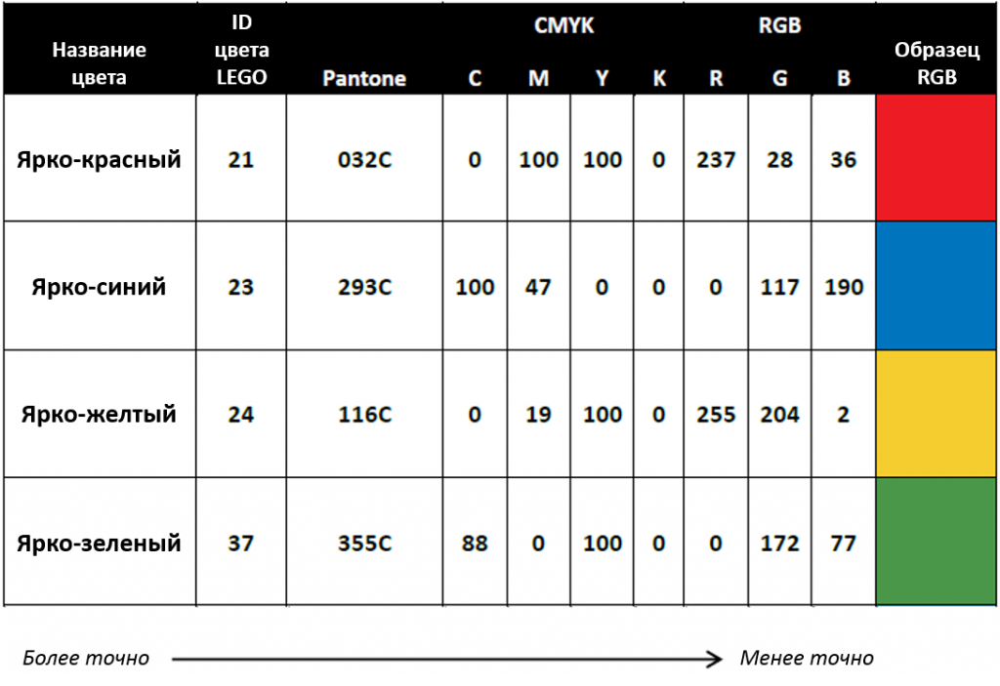 Название цвета
ID цвета LEGO
Pantone
CMYK
C M Y K
RGB
R G B
Образец RGB
Ярко-красный 21 032C 0 100 100 0 237 28 36
Ярко-синий 23 293C 100 47 0 0 0 117 190
Ярко-желтый 24 116C 0 19 100 0 255 204 2
Ярко-зеленый 37 355C 88 0 100 0 0 172 77
Более точно Менее точно